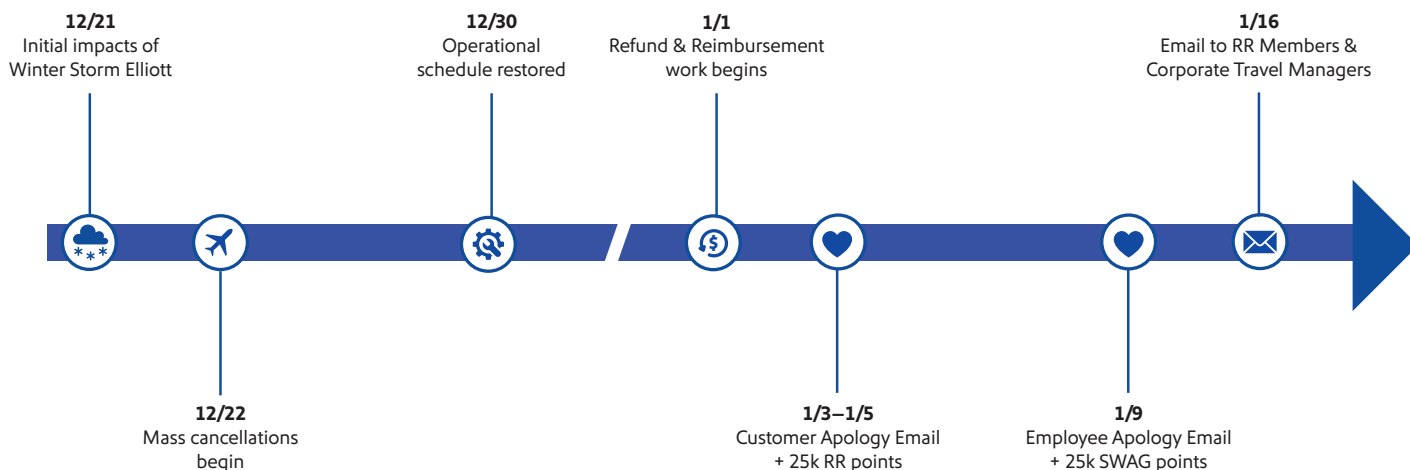 12/21
Initial impacts of
Winter Storm Elliott
12/30
Operational
schedule restored
1/1
Refund & Reimbursement
work begins
1/16
Email to RR Members &
Corporate Travel Managers
$
12/22
Mass cancellations
begin
1/3–1/5
Customer Apology Email
+ 25k RR points
1/9
Employee Apology Email
+ 25k SWAG points